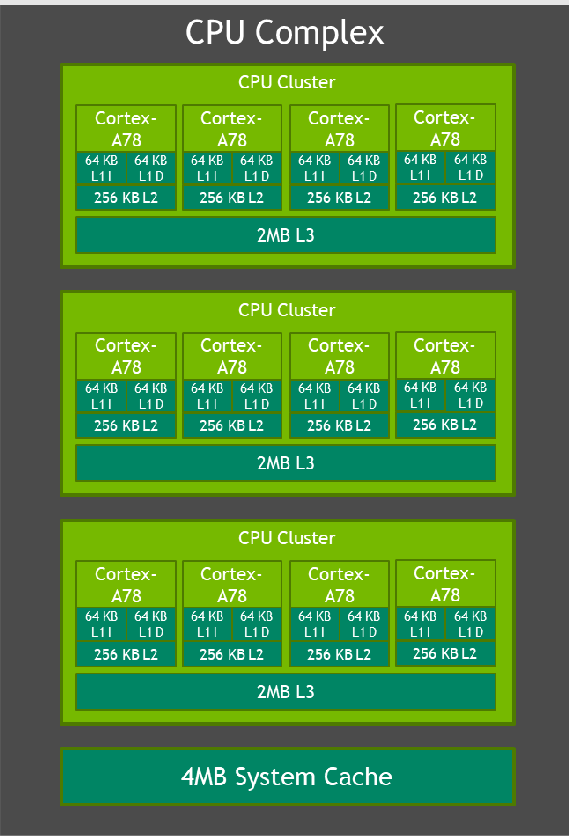 CPU Complex
CPU Cluster
Cortex-
A78
Cortex-
A78
Cortex-
A78
Cortex-
A78
64 KB
L1 I
64 KB
L1 D
64 KB
L1 I
64 KB
L1 D
64 KB
L1 I
64 KB
L1 D
64 KB
L1 I
64 KB
L1 D
256 KB L2
256 KB L2
256 KB L2
256 KB L2
2MB L3
CPU Cluster
Cortex-
A78
Cortex-
A78
Cortex-
A78
Cortex-
A78
64 KB
L1 I
64 KB
L1 D
64 KB
L1 I
64 KB
L1 D
64 KB
L1 I
64 KB
L1 D
64 KB
L1 I
64 KB
L1 D
256 KB L2
256 KB L2
256 KB L2
256 KB L2
2MB L3
CPU Cluster
Cortex-
A78
Cortex-
A78
Cortex-
A78
Cortex-
A78
64 KB
L1 I
64 KB
L1 D
64 KB
L1 I
64 KB
L1 D
64 KB
L1 I
64 KB
L1 D
64 KB
L1 I
64 KB
L1 D
256 KB L2
256 KB L2
256 KB L2
256 KB L2
2MB L3
4MB System Cache